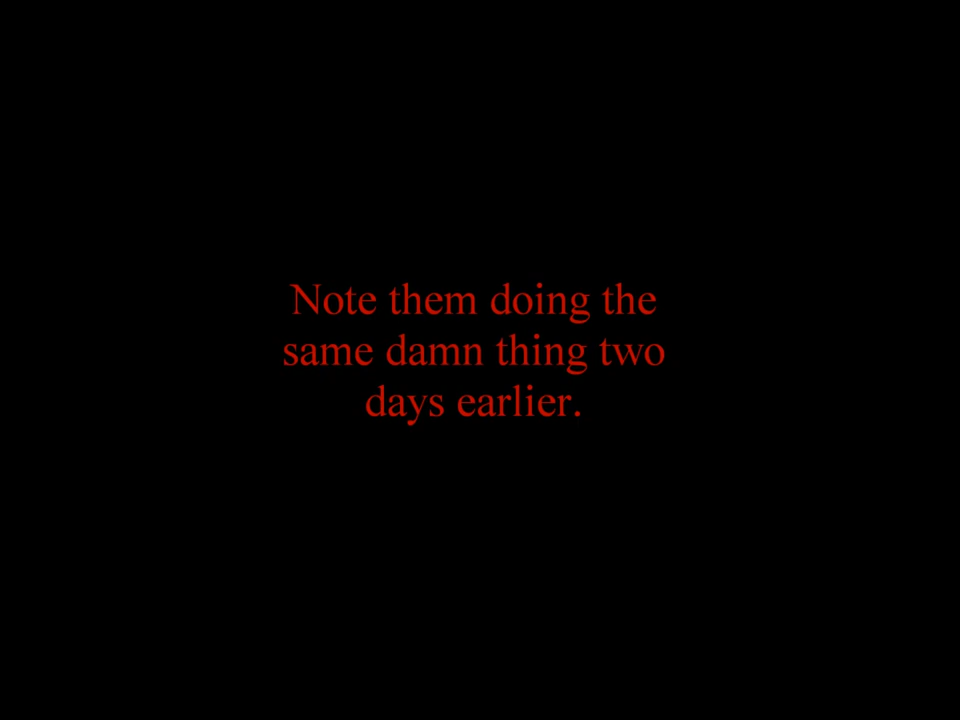 Note them doing the
same damn thing two
days earlier.